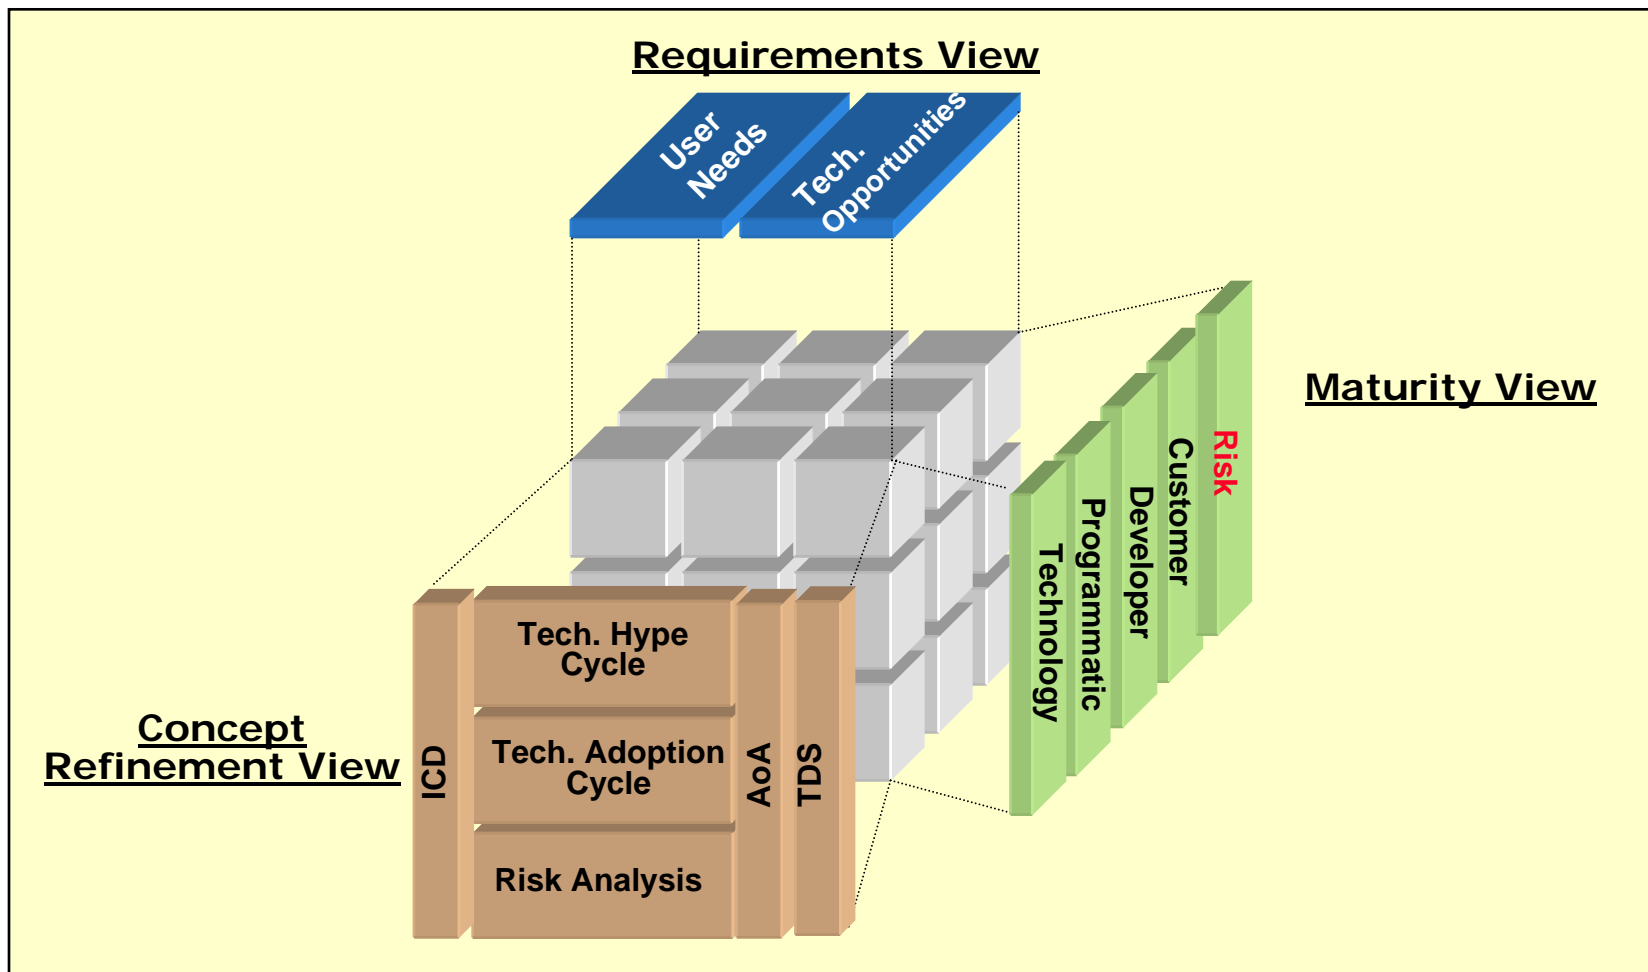 Requirements View
User
Needs
Tech.
Opportunities
Maturity View
Risk
Customer
Developer
Programmatic
Technology
Concept
Refinement View
ICD
Tech. Hype
Cycle
Tech. Adoption
Cycle
Risk Analysis
AoA
TDS